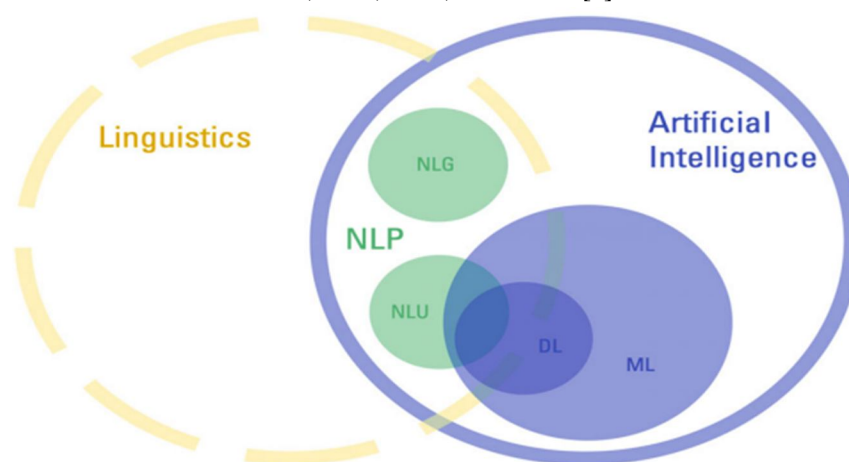 Linguistics
Artificial
Intelligence
NLG
NLP
NLU
DL
ML